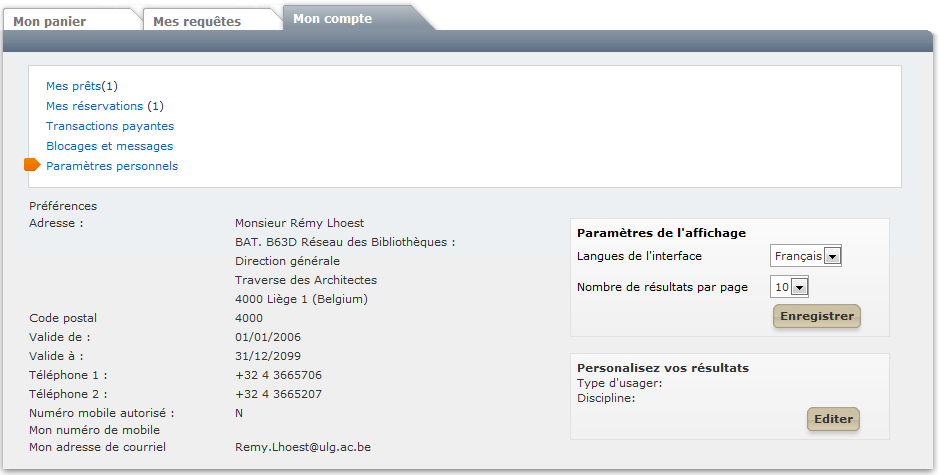 Mon panier
Mes requêtes
Mon compte
Mes prêts(1)
Mes réservations (1)
Transactions payantes
Blocages et messages
Paramètres personnels
Préférences
Adresse : Monsieur Rémy Lhoest
BAT. B63D Réseau des Bibliothèques :
Direction générale
Traverse des Architectes
4000 Liège 1 (Belgium)
Code postal 4000
Valide de : 01/01/2006
Valide à : 31/12/2099
Téléphone 1 : +32 4 3665706
Téléphone 2 : +32 4 3665207
Numéro mobile autorisé : N
Mon numéro de mobile
Mon adresse de courriel Remy.Lhoest@ulg.ac.be
Paramètres de l'affichage
Langues de l'interface Français
Nombre de résultats par page 10
Enregistrer
Personalisez vos résultats
Type d'usager:
Discipline:
Editer